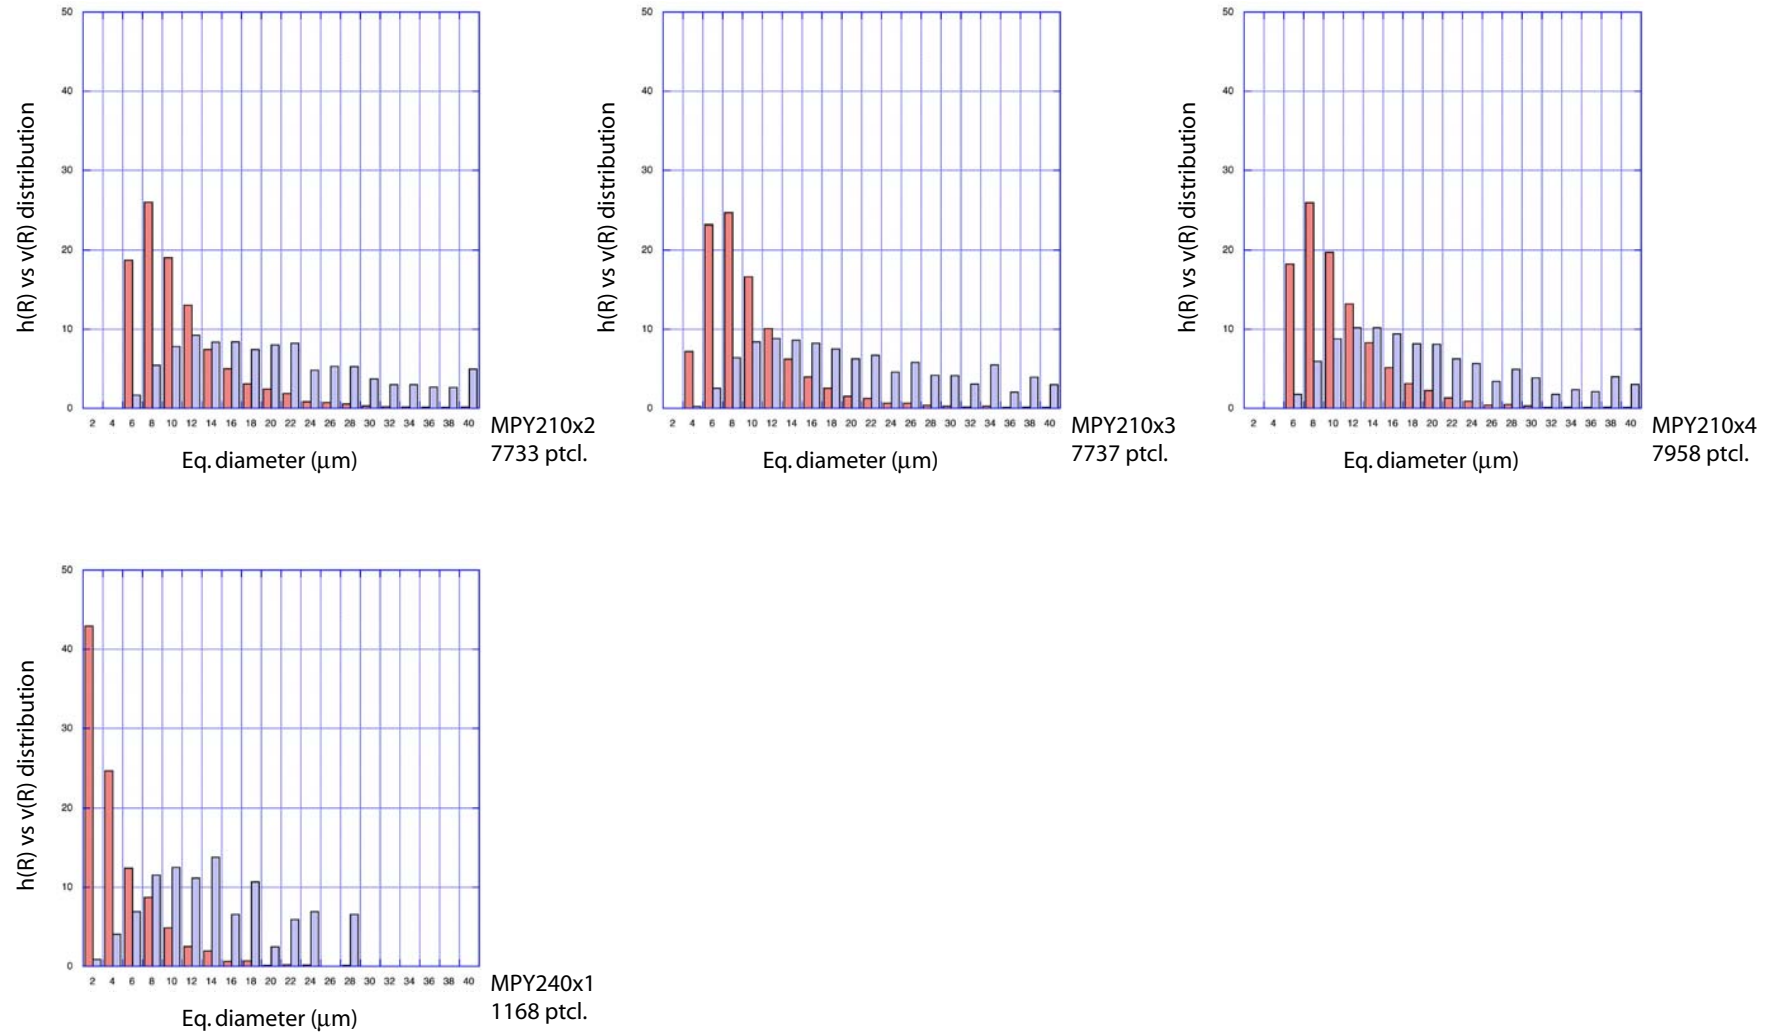 50
40
30
20
10
0
h(R) vs v(R) distribution
2 4 6 8 10 12 14 16 18 20 22 24 26 28 30 32 34 36 38 40
Eq. diameter (μm)
MPY210x2
7733 ptcl.
50
40
30
20
10
0
h(R) vs v(R) distribution
2 4 6 8 10 12 14 16 18 20 22 24 26 28 30 32 34 36 38 40
Eq. diameter (μm)
MPY210x3
7737 ptcl.
50
40
30
20
10
0
h(R) vs v(R) distribution
2 4 6 8 10 12 14 16 18 20 22 24 26 28 30 32 34 36 38 40
Eq. diameter (μm)
MPY210x4
7958 ptcl.
50
40
30
20
10
0
h(R) vs v(R) distribution
2 4 6 8 10 12 14 16 18 20 22 24 26 28 30 32 34 36 38 40
Eq. diameter (μm)
MPY240x1
1168 ptcl.